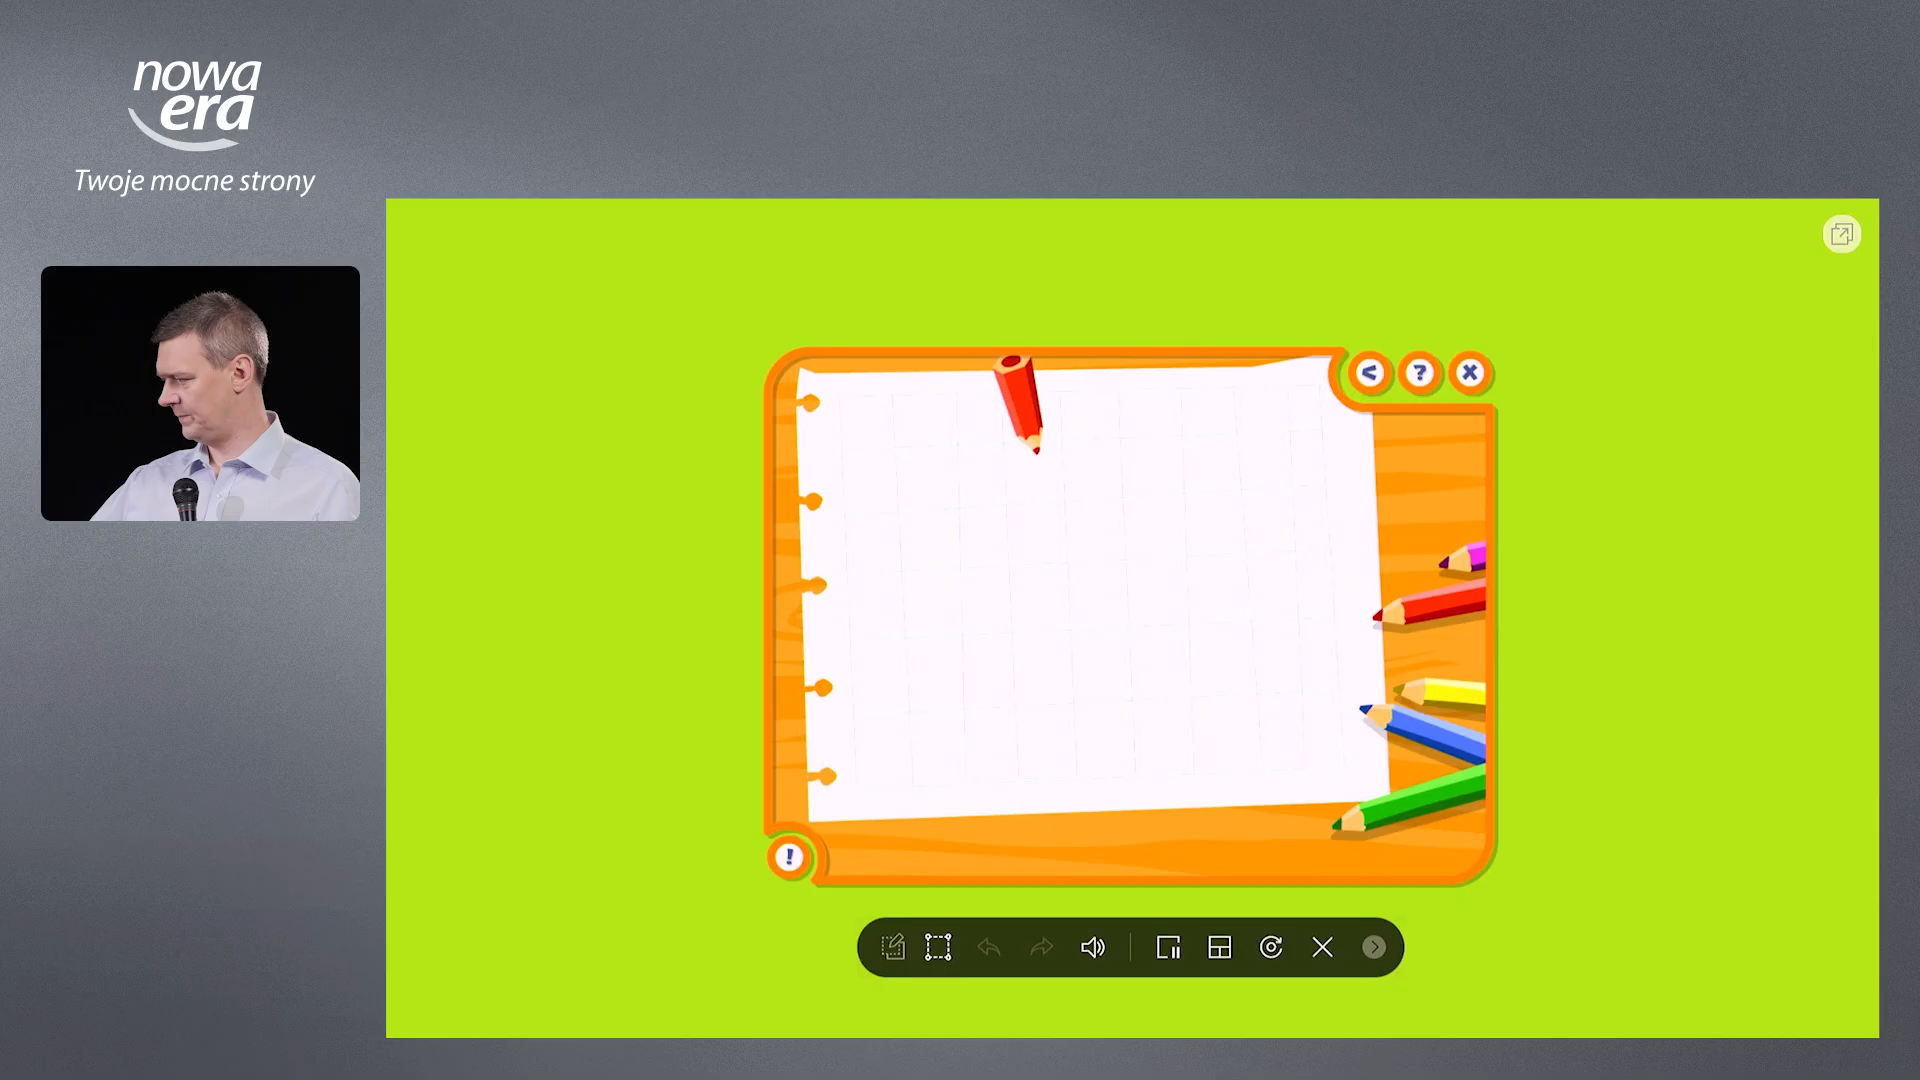 nowa
era
Twoje mocne strony
< ? x
!